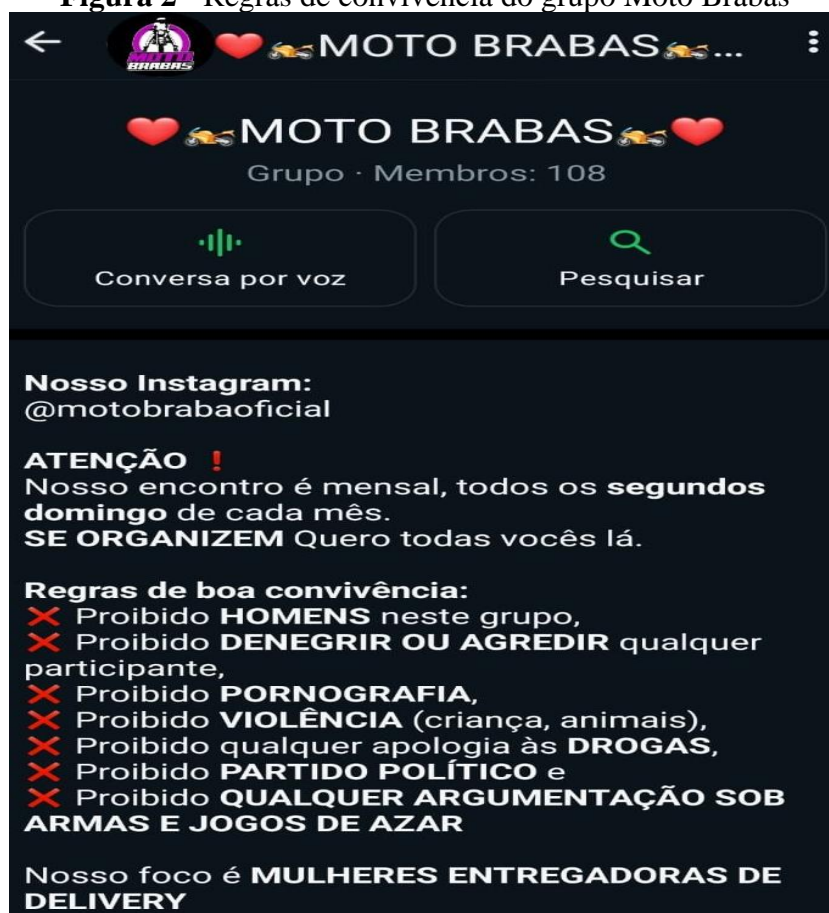 Figura 2 - Regras de convivência do grupo Moto Brabas
MOTO BRABAS
❤️🏍️MOTO BRABAS🏍️...
❤️🏍️MOTO BRABAS🏍️❤️
Grupo · Membros: 108
Conversa por voz
Pesquisar
Nosso Instagram:
@motobrabaoficial
ATENÇÃO ❗
Nosso encontro é mensal, todos os segundos
domingo de cada mês.
SE ORGANIZEM Quero todas vocês lá.
Regras de boa convivência:
❌ Proibido HOMENS neste grupo,
❌ Proibido DENEGRIR OU AGREDIR qualquer
participante,
❌ Proibido PORNOGRAFIA,
❌ Proibido VIOLÊNCIA (criança, animais),
❌ Proibido qualquer apologia às DROGAS,
❌ Proibido PARTIDO POLÍTICO e
❌ Proibido QUALQUER ARGUMENTAÇÃO SOB
ARMAS E JOGOS DE AZAR
Nosso foco é MULHERES ENTREGADORAS DE
DELIVERY